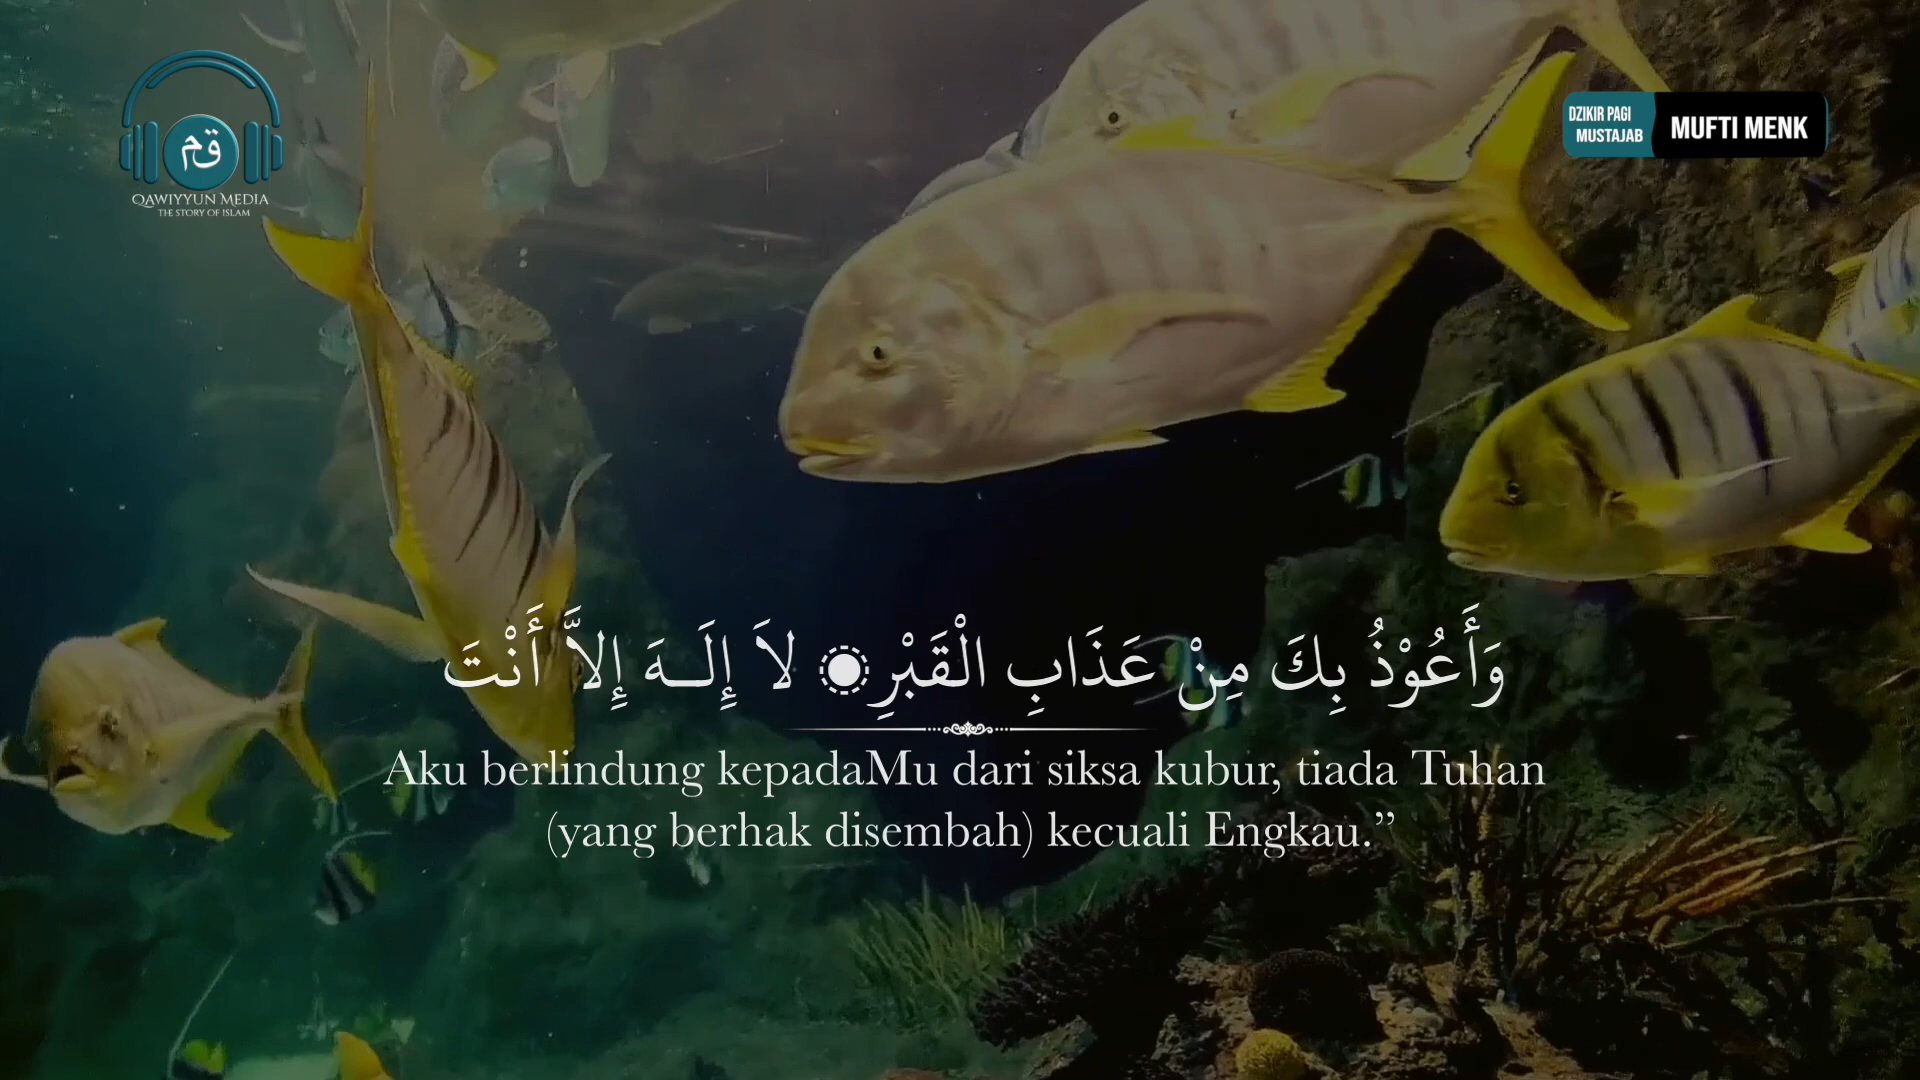 قم
QAWIYYUN MEDIA
THE STORY OF ISLAM
DZIKIR PAGI
MUSTAJAB
MUFTI MENK
وَأَعُوْذُ بِكَ مِنْ عَذَابِ الْقَبْرِ لاَ إِلَـهَ إِلاَّ أَنْتَ
Aku berlindung kepadaMu dari siksa kubur, tiada Tuhan
(yang berhak disembah) kecuali Engkau.”